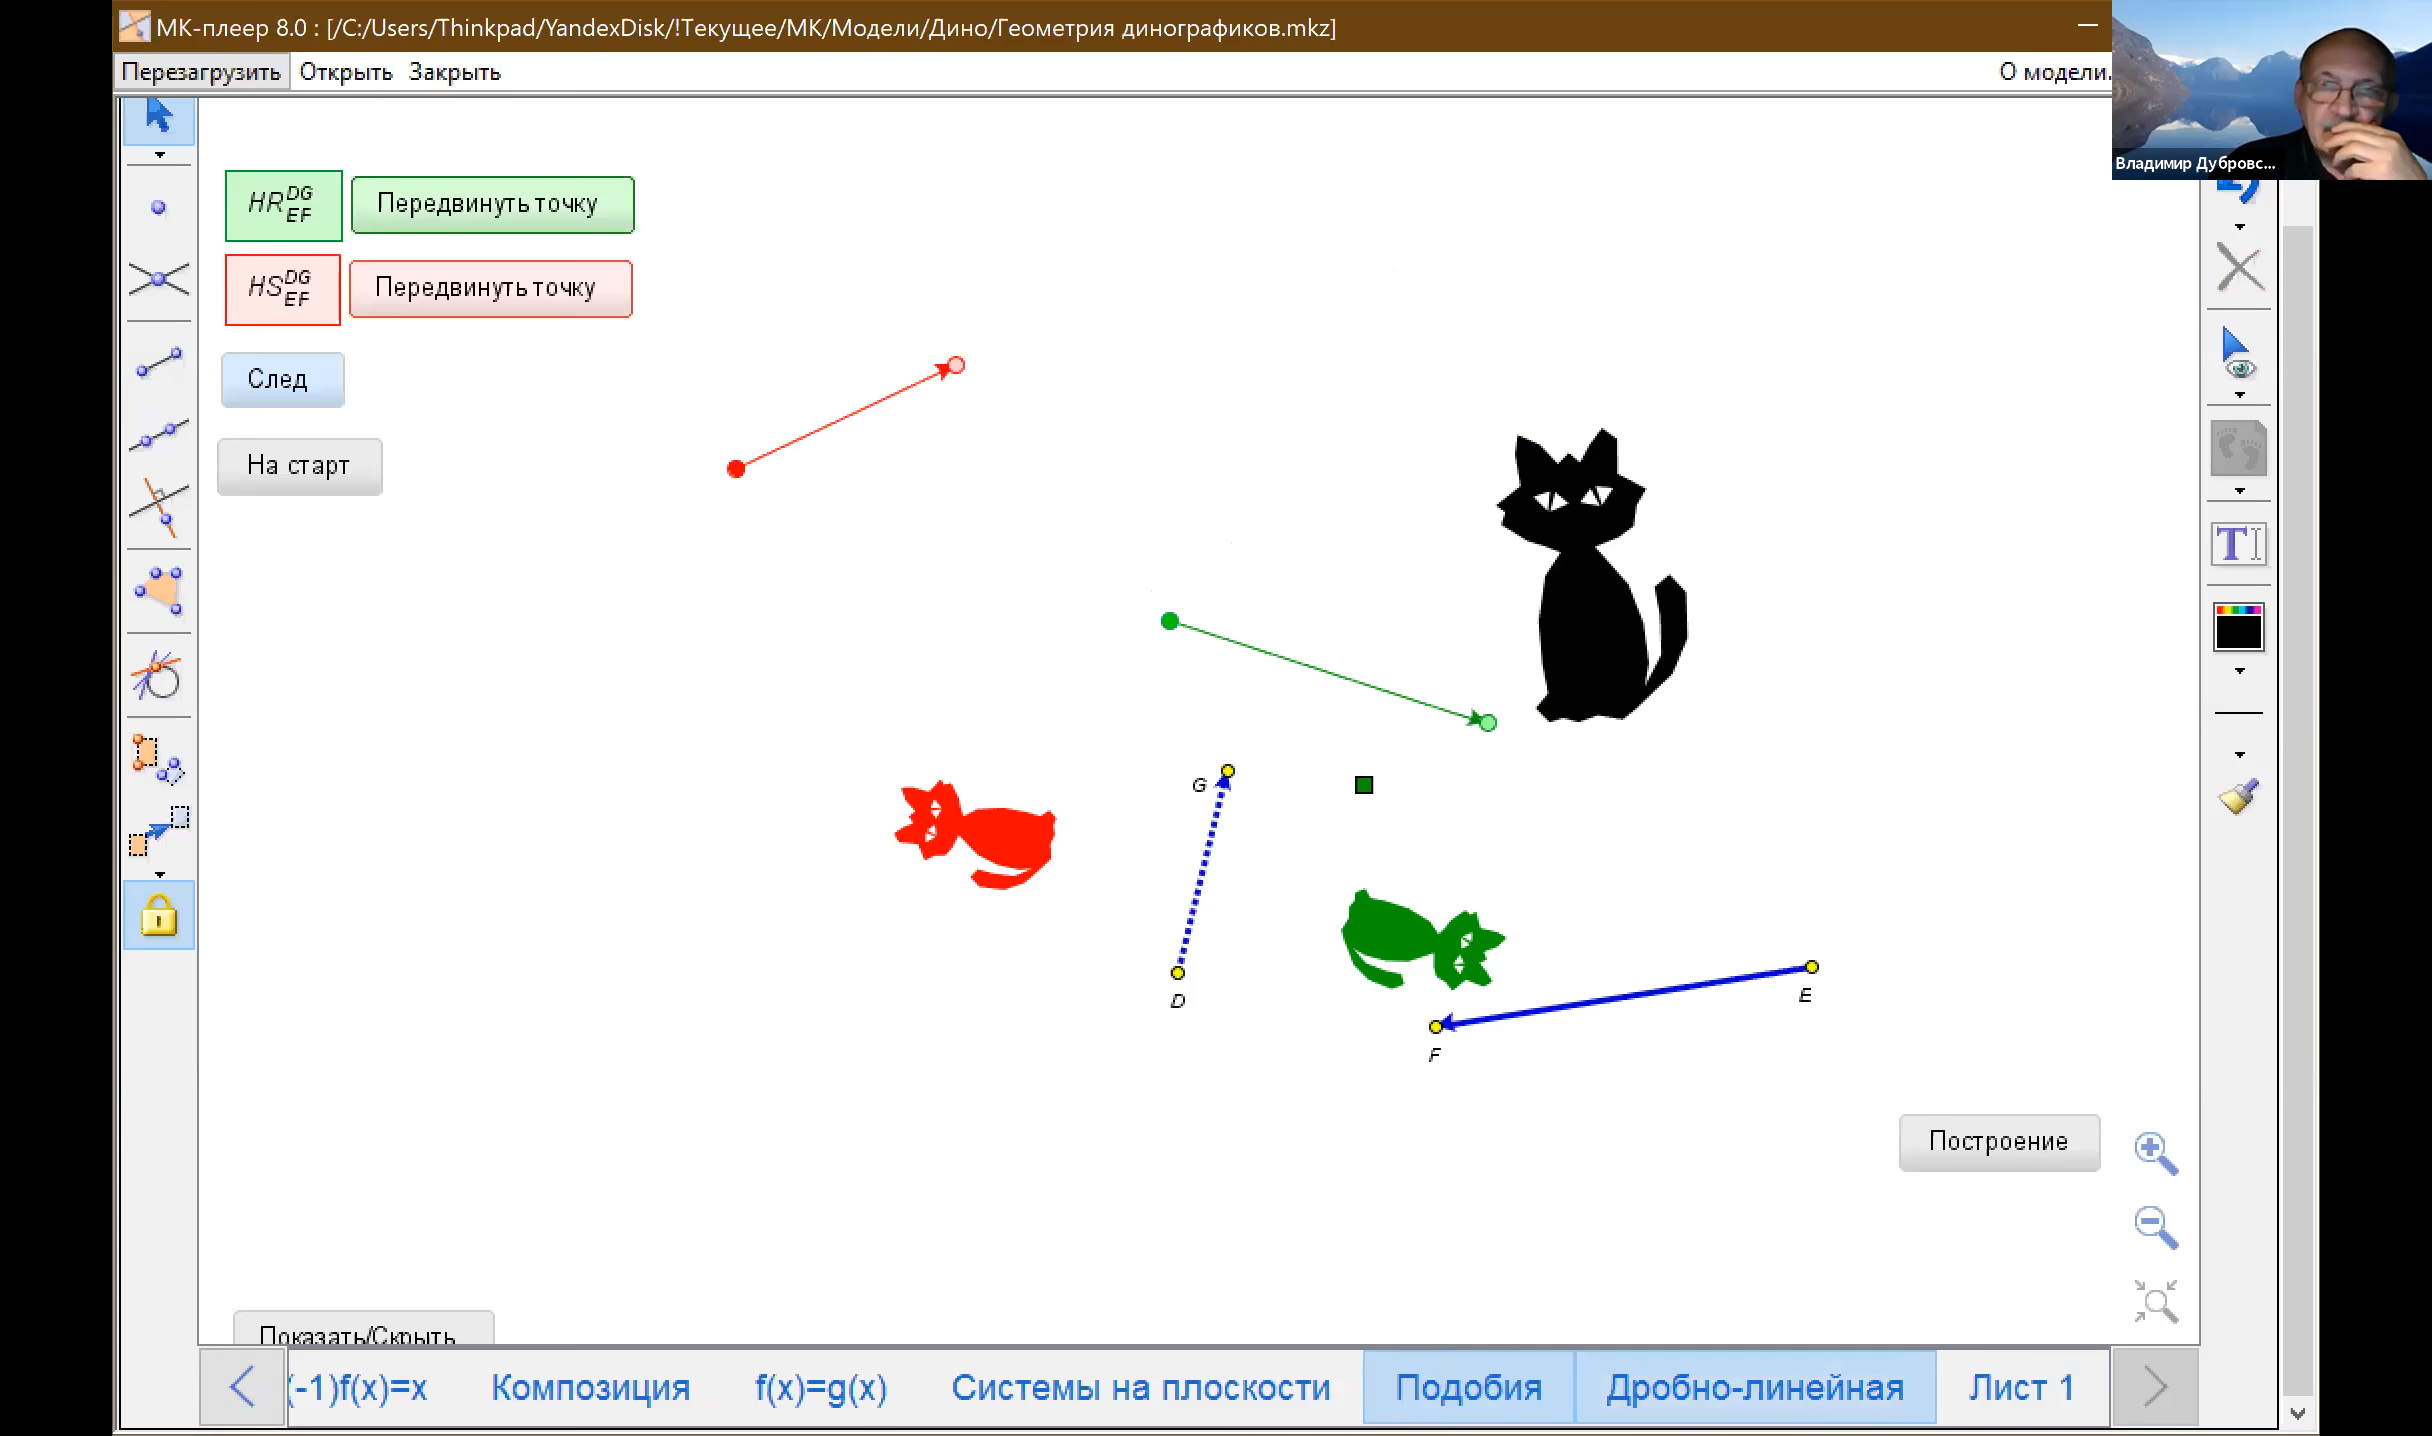 МК-плеер 8.0 : [/C:/Users/Thinkpad/YandexDisk/!Текущее/МК/Модели/Дино/Геометрия динографиков.mkz]
Перезагрузить Открыть Закрыть О модели.
Владимир Дубровс...
HR DG EF Передвинуть точку
HS DG EF Передвинуть точку
След
На старт
G
D
E
F
T
Построение
Показать/Скрыть
(-1)f(x)=x Композиция f(x)=g(x) Системы на плоскости Подобия Дробно-линейная Лист 1